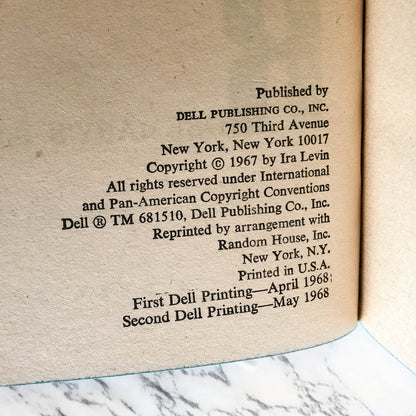 Published by
DELL PUBLISHING CO., INC.
750 Third Avenue
New York, New York 10017
Copyright © 1967 by Ira Levin
All rights reserved under International
and Pan-American Copyright Conventions
Dell ® TM 681510, Dell Publishing Co., Inc.
Reprinted by arrangement with
Random House, Inc.
New York, N.Y.
Printed in U.S.A.
First Dell Printing—April 1968
Second Dell Printing—May 1968